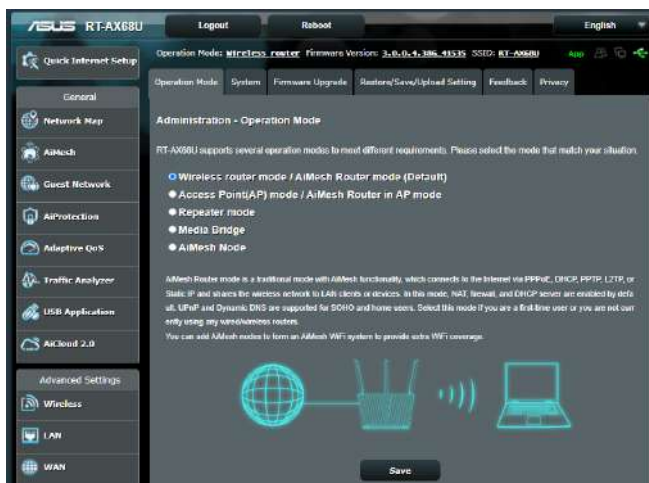 ASUS RT-AX68U
Logout
Reboot
English
Quick Internet Setup
Operation Mode: Wireless router Firmware Version: 3.0.0.4.386_41535 SSID: RT-AX68U
App
Operation Mode System Firmware Upgrade Restore/Save/Upload Setting Feedback Privacy
General
Network Map
AiMesh
Guest Network
AiProtection
Adaptive QoS
Traffic Analyzer
USB Application
AiCloud 2.0
Advanced Settings
Wireless
LAN
WAN
Administration - Operation Mode
RT-AX68U supports several operation modes to meet different requirements. Please select the mode that match your situation.
Wireless router mode / AiMesh Router mode (Default)
Access Point(AP) mode / AiMesh Router in AP mode
Repeater mode
Media Bridge
AiMesh Node
AiMesh Router mode is a traditional mode with AiMesh functionality, which connects to the Internet via PPPoE, DHCP, PPTP, L2TP, or
Static IP and shares the wireless network to LAN clients or devices. In this mode, NAT, firewall, and DHCP server are enabled by defa
ult. UPnP and Dynamic DNS are supported for SOHO and home users. Select this mode if you are a first-time user or you are not curr
ently using any wired/wireless routers.
You can add AiMesh nodes to form an AiMesh WiFi system to provide extra WiFi coverage.
Save